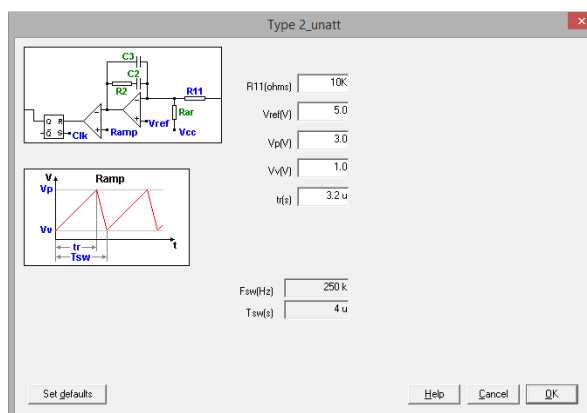 Type 2_unatt
x
C3
C2
R2
R11
Rar
Q R
Q S
Clk
Ramp
Vref
Vcc
R11(ohms) 10K
Vref(V) 5.0
Vp(V) 3.0
Vv(V) 1.0
tr(s) 3.2 u
V
Ramp
Vp
Vv
tr
t
Tsw
Fsw(Hz) 250 k
Tsw(s) 4 u
Set defaults
Help Cancel OK